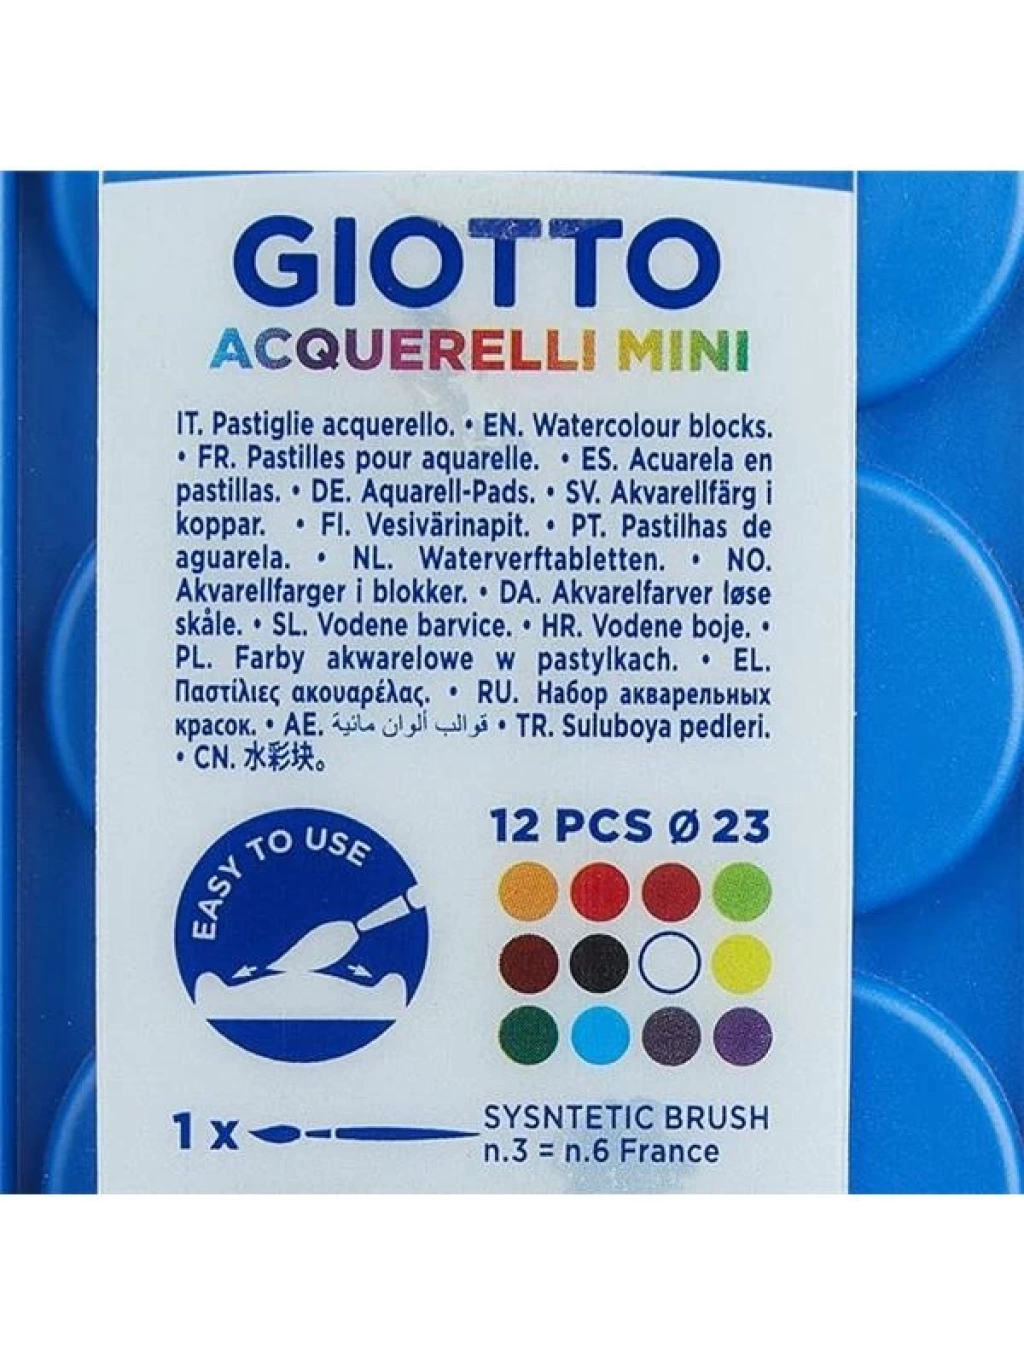 GIOTTO
ACQUERELLI MINI
IT. Pastiglie acquerello. • EN. Watercolour blocks.
• FR. Pastilles pour aquarelle. • ES. Acuarela en
pastillas. • DE. Aquarell-Pads. • SV. Akvarellfärg i
koppar. • FI. Vesivärinapit. • PT. Pastilhas de
aguarela. • NL. Waterverftabletten. • NO.
Akvarellfarger i blokker. • DA. Akvarelfarver løse
skåle. • SL. Vodene barvice. • HR. Vodene boje. •
PL. Farby akwarelowe w pastylkach. • EL.
Παστίλιες ακουαρέλας. • RU. Набор акварельных
красок. • AE. قوالب ألوان مانية • TR. Suluboya pedleri.
• CN. 水彩块。
EASY TO USE
12 PCS Ø 23
1 x
SYSNTETIC BRUSH
n.3 = n.6 France